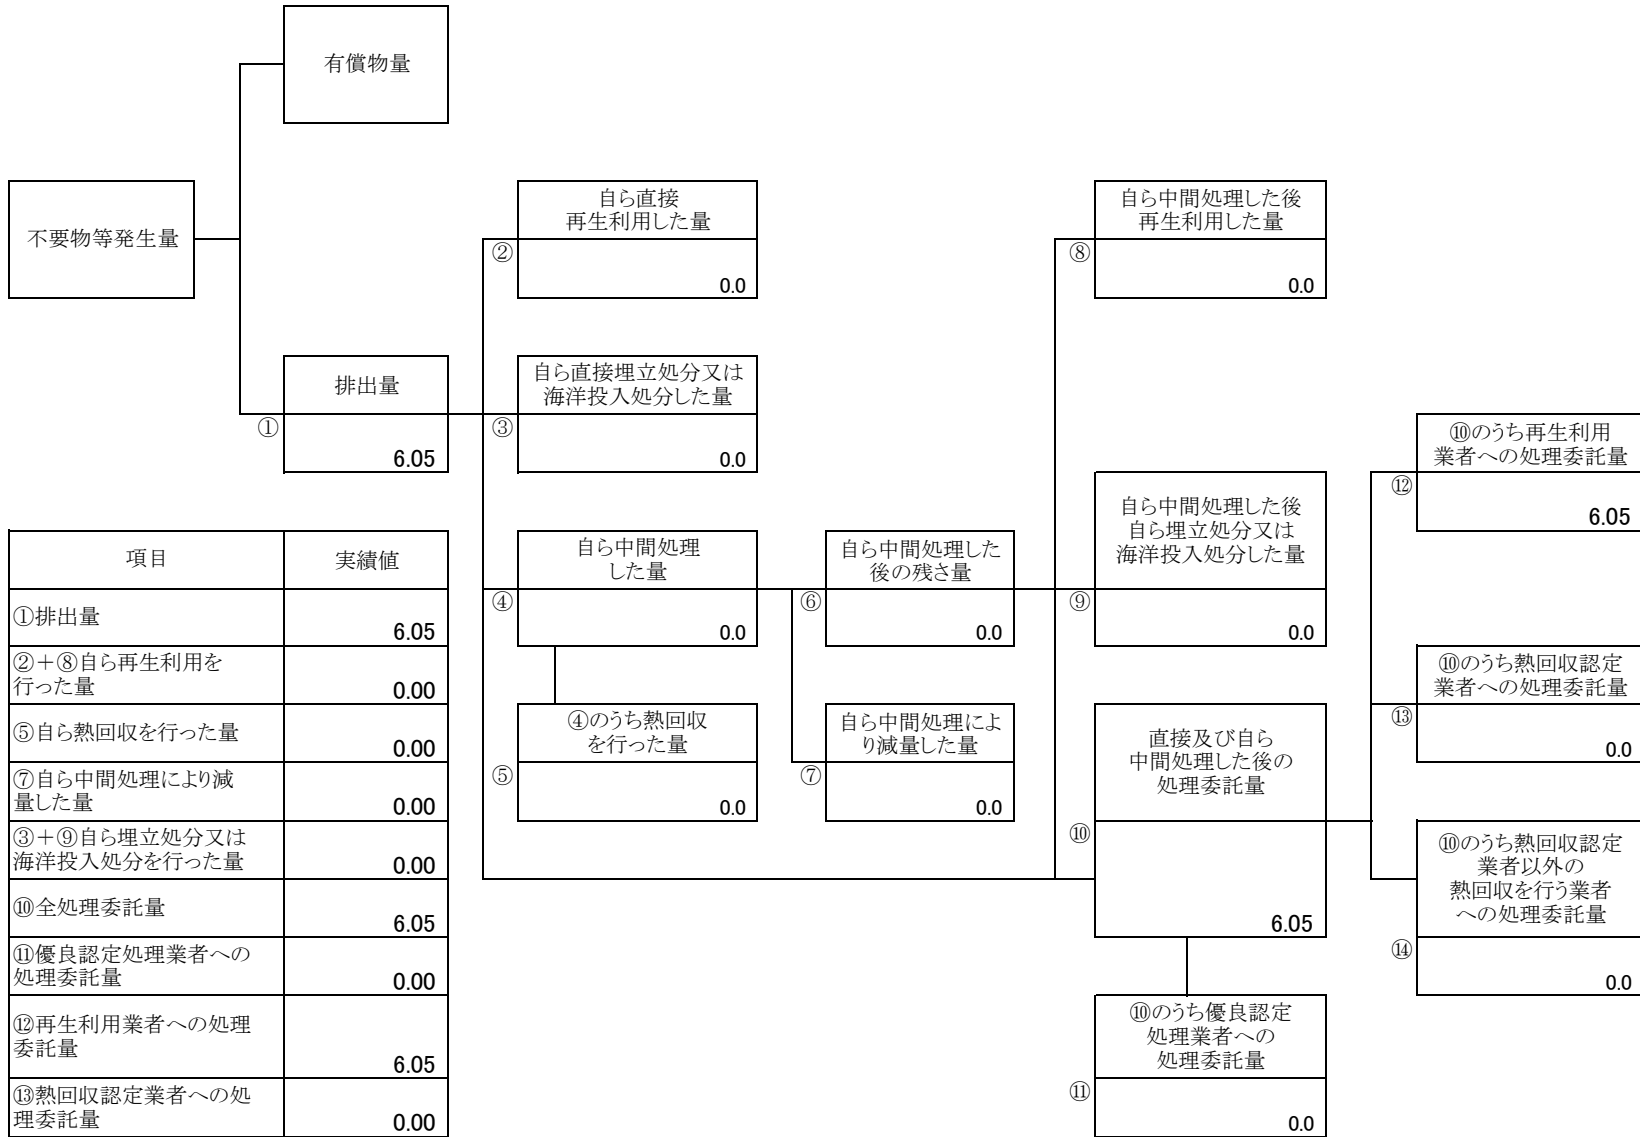 有償物量
不要物等発生量
自ら直接
再生利用した量
②
0.0
自ら中間処理した後
再生利用した量
⑧
0.0
排出量
①
6.05
自ら直接埋立処分又は
海洋投入処分した量
③
0.0
⑩のうち再生利用
業者への処理委託量
⑫
6.05
自ら中間処理
した量
④
0.0
自ら中間処理した
後の残さ量
⑥
0.0
自ら中間処理した後
自ら埋立処分又は
海洋投入処分した量
⑨
0.0
⑩のうち熱回収認定
業者への処理委託量
⑬
0.0
④のうち熱回収
を行った量
⑤
0.0
自ら中間処理によ
り減量した量
⑦
0.0
直接及び自ら
中間処理した後の
処理委託量
⑩
6.05
⑩のうち熱回収認定
業者以外の
熱回収を行う業者
への処理委託量
⑭
0.0
⑩のうち優良認定
処理業者への
処理委託量
⑪
0.0
項目 実績値
①排出量 6.05
②+⑧自ら再生利用を
行った量 0.00
⑤自ら熱回収を行った量 0.00
⑦自ら中間処理により減
量した量 0.00
③+⑨自ら埋立処分又は
海洋投入処分を行った量 0.00
⑩全処理委託量 6.05
⑪優良認定処理業者への
処理委託量 0.00
⑫再生利用業者への処理
委託量 6.05
⑬熱回収認定業者への処
理委託量 0.00